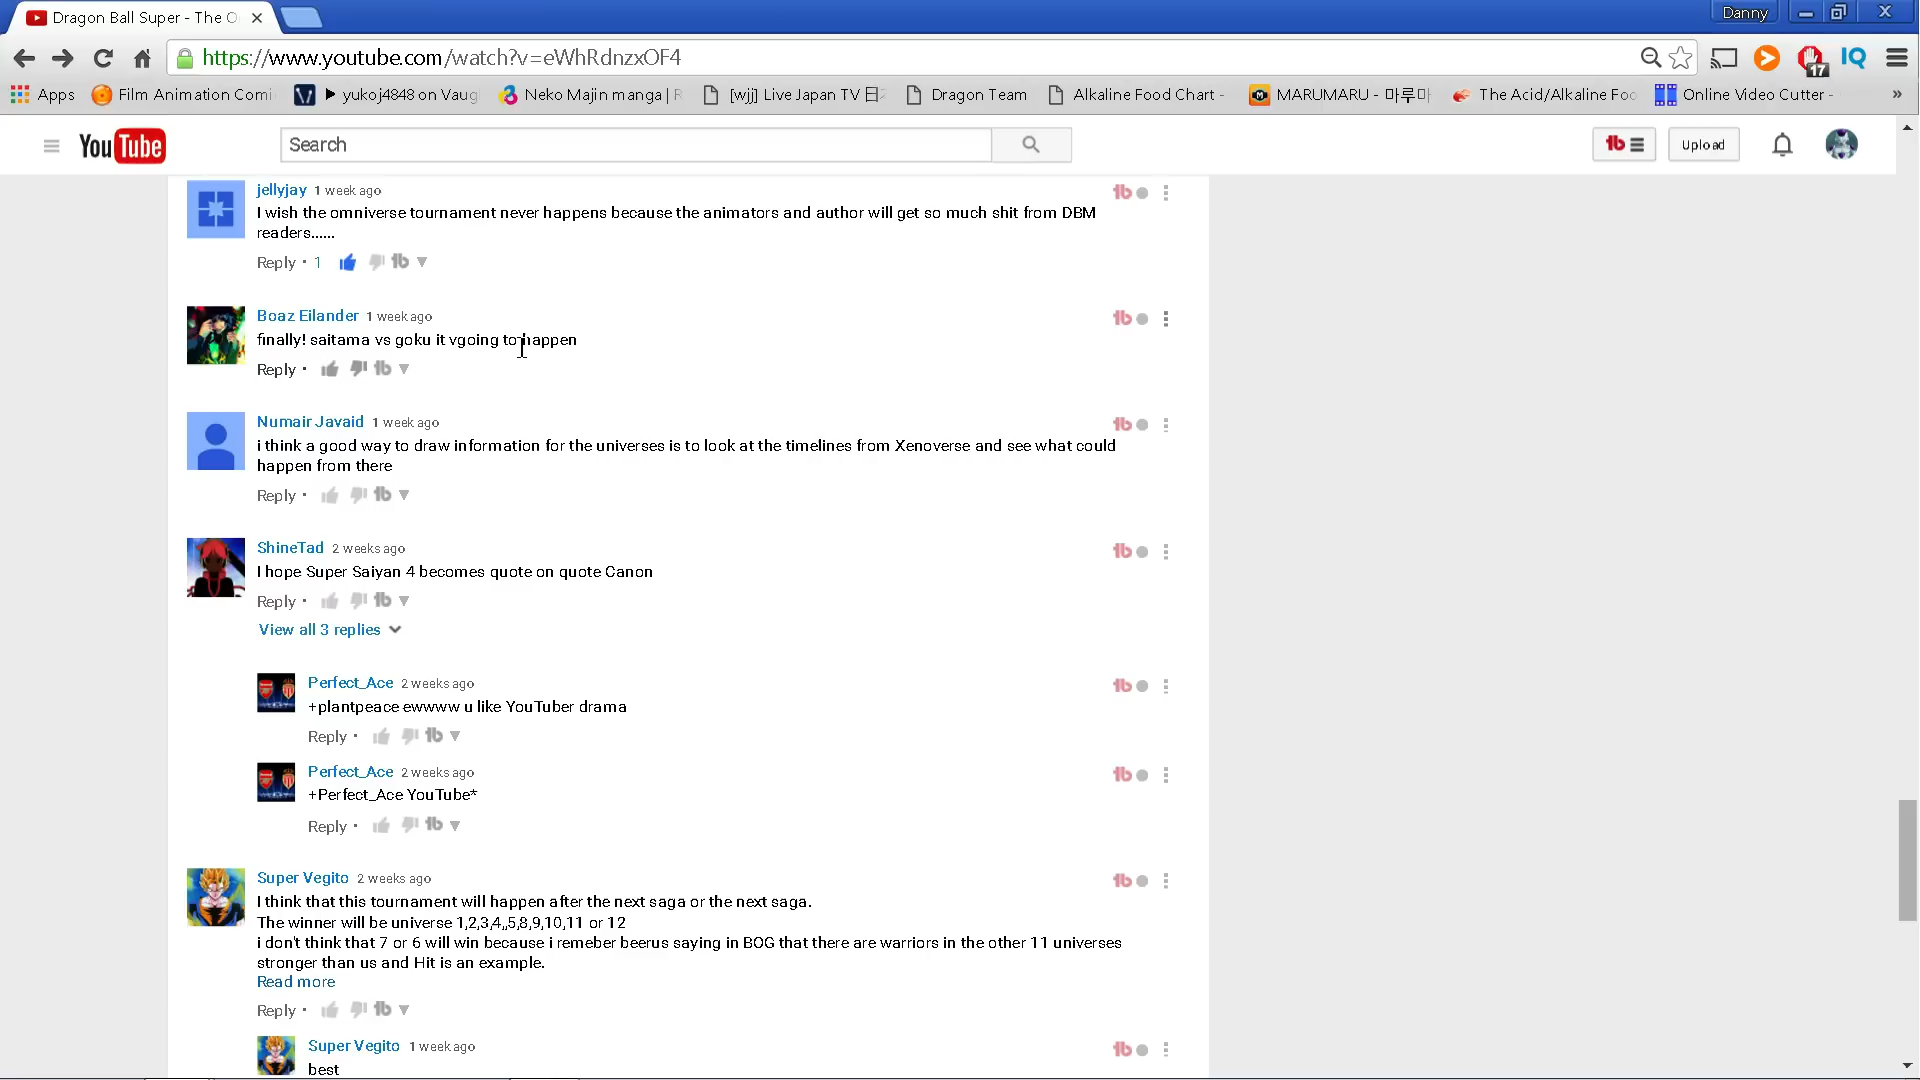 Dragon Ball Super - The O
Danny
https://www.youtube.com/watch?v=eWhRdnzxOF4
17
IQ
Apps
Film Animation Comi
▶ yukoj4848 on Vaug
Neko Majin manga | R
[wjj] Live Japan TV 日
Dragon Team
Alkaline Food Chart -
MARUMARU - 마루마
The Acid/Alkaline Foo
Online Video Cutter -
»
YouTube
Search
Upload
jellyjay 1 week ago
I wish the omniverse tournament never happens because the animators and author will get so much shit from DBM
readers......
Reply • 1
Boaz Eilander 1 week ago
finally! saitama vs goku it vgoing to happen
Reply •
Numair Javaid 1 week ago
i think a good way to draw information for the universes is to look at the timelines from Xenoverse and see what could
happen from there
Reply •
ShineTad 2 weeks ago
I hope Super Saiyan 4 becomes quote on quote Canon
Reply •
View all 3 replies
Perfect_Ace 2 weeks ago
+plantpeace ewwww u like YouTuber drama
Reply •
Perfect_Ace 2 weeks ago
+Perfect_Ace YouTube*
Reply •
Super Vegito 2 weeks ago
I think that this tournament will happen after the next saga or the next saga.
The winner will be universe 1,2,3,4,,5,8,9,10,11 or 12
i don't think that 7 or 6 will win because i remeber beerus saying in BOG that there are warriors in the other 11 universes
stronger than us and Hit is an example.
Read more
Reply •
Super Vegito 1 week ago
best